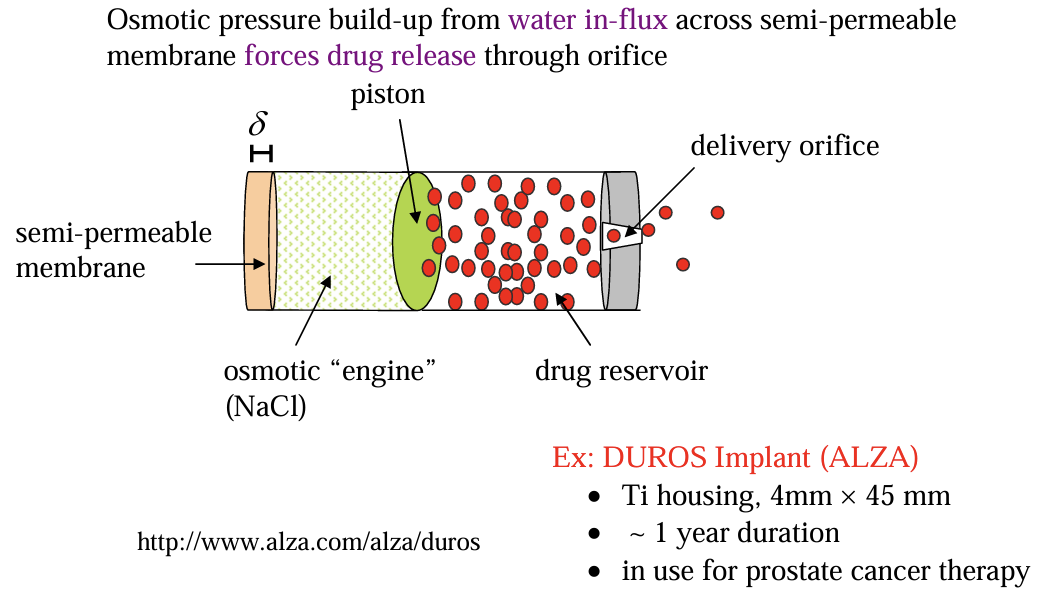 Osmotic pressure build-up from water in-flux across semi-permeable
membrane forces drug release through orifice
piston
δ
delivery orifice
semi-permeable
membrane
osmotic “engine”
(NaCl)
drug reservoir
Ex: DUROS Implant (ALZA)
• Ti housing, 4mm × 45 mm
• ~ 1 year duration
• in use for prostate cancer therapy
http://www.alza.com/alza/duros